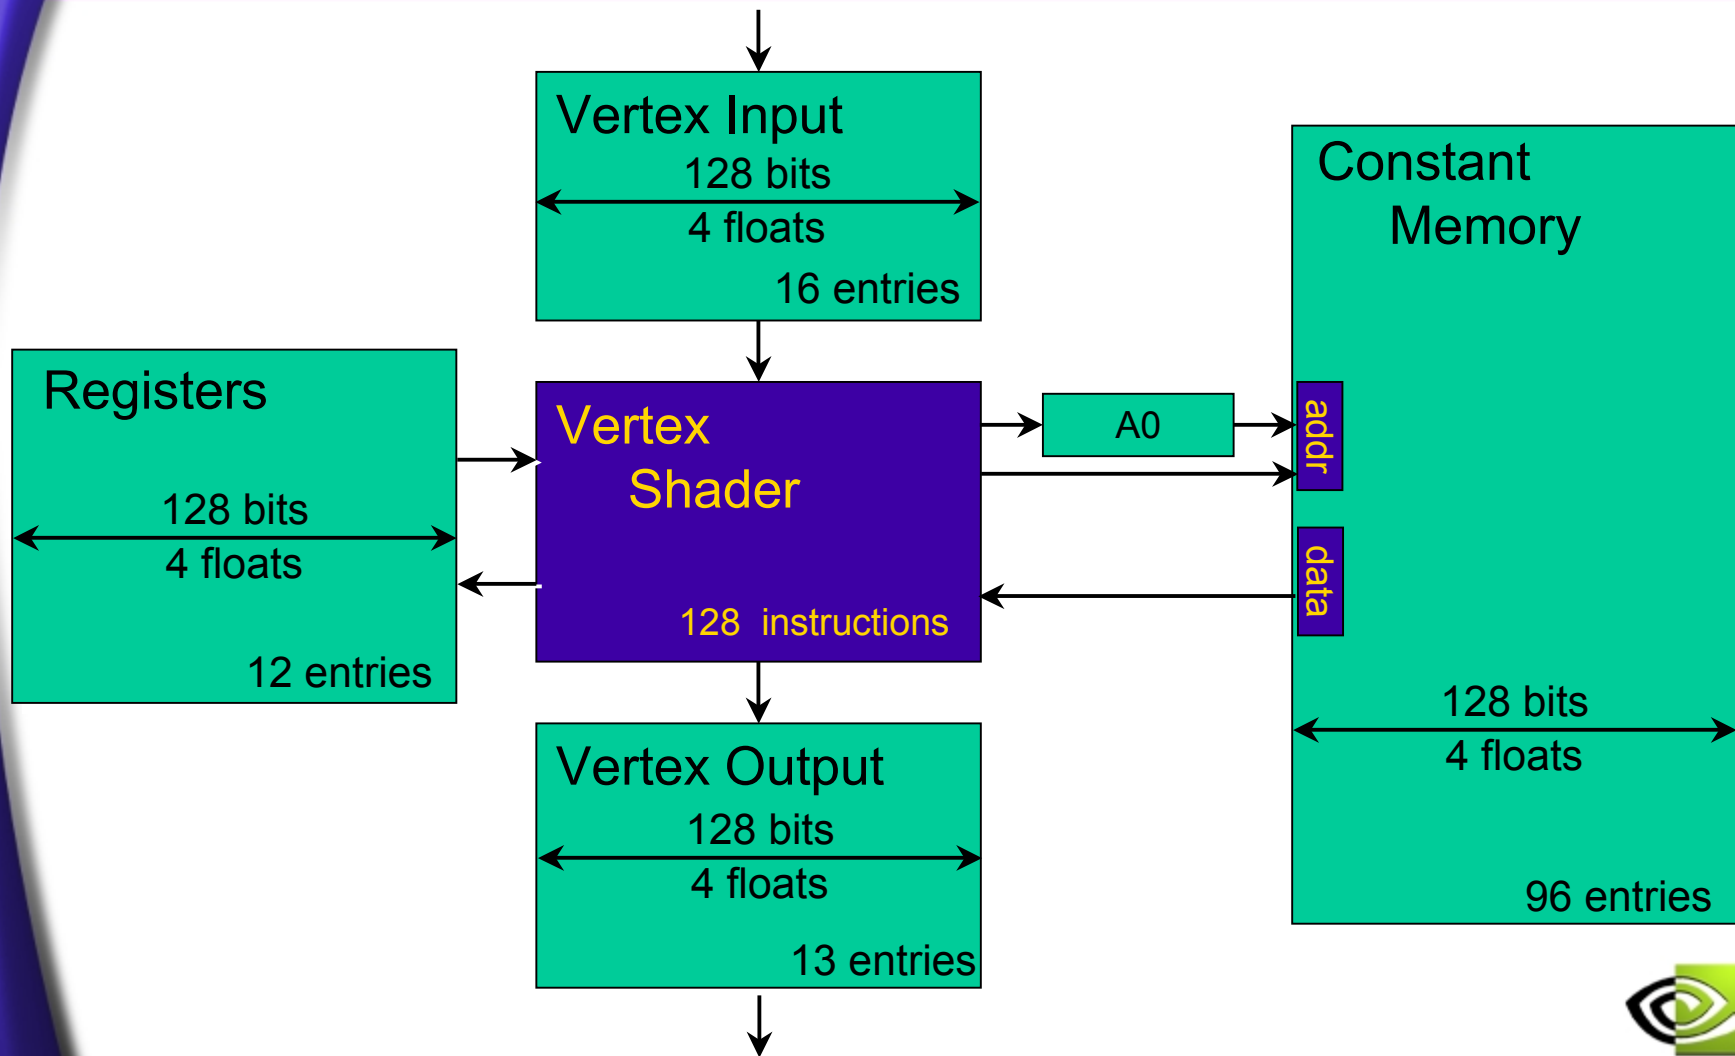 Vertex Input
128 bits
4 floats
16 entries
Constant
Memory
Registers
128 bits
4 floats
12 entries
Vertex
Shader
128 instructions
A0
addr
data
128 bits
4 floats
96 entries
Vertex Output
128 bits
4 floats
13 entries